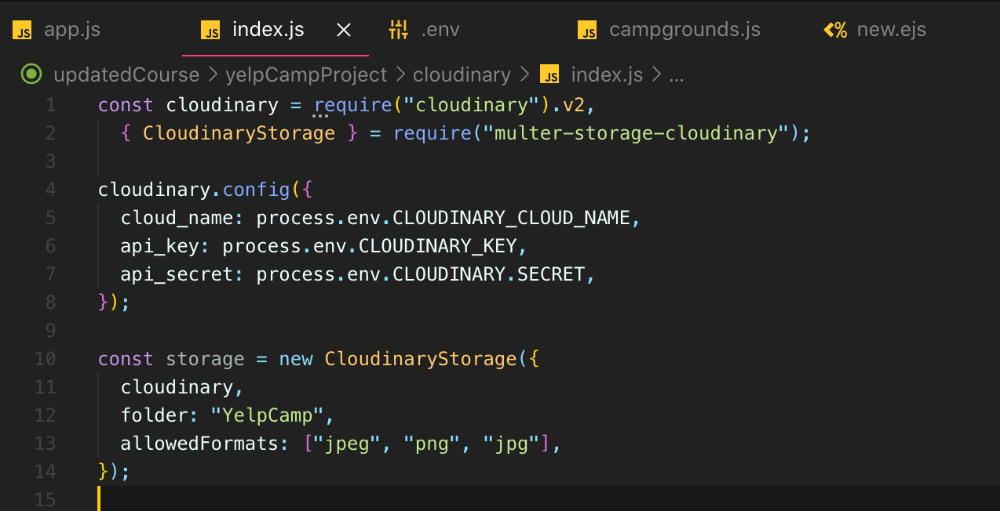 JS app.js JS index.js × .env JS campgrounds.js <% new.ejs
updatedCourse > yelpCampProject > cloudinary > JS index.js > ...
1 const cloudinary = require("cloudinary").v2,
2   { CloudinaryStorage } = require("multer-storage-cloudinary");
3
4 cloudinary.config({
5   cloud_name: process.env.CLOUDINARY_CLOUD_NAME,
6   api_key: process.env.CLOUDINARY_KEY,
7   api_secret: process.env.CLOUDINARY.SECRET,
8 });
9
10 const storage = new CloudinaryStorage({
11   cloudinary,
12   folder: "YelpCamp",
13   allowedFormats: ["jpeg", "png", "jpg"],
14 });
15